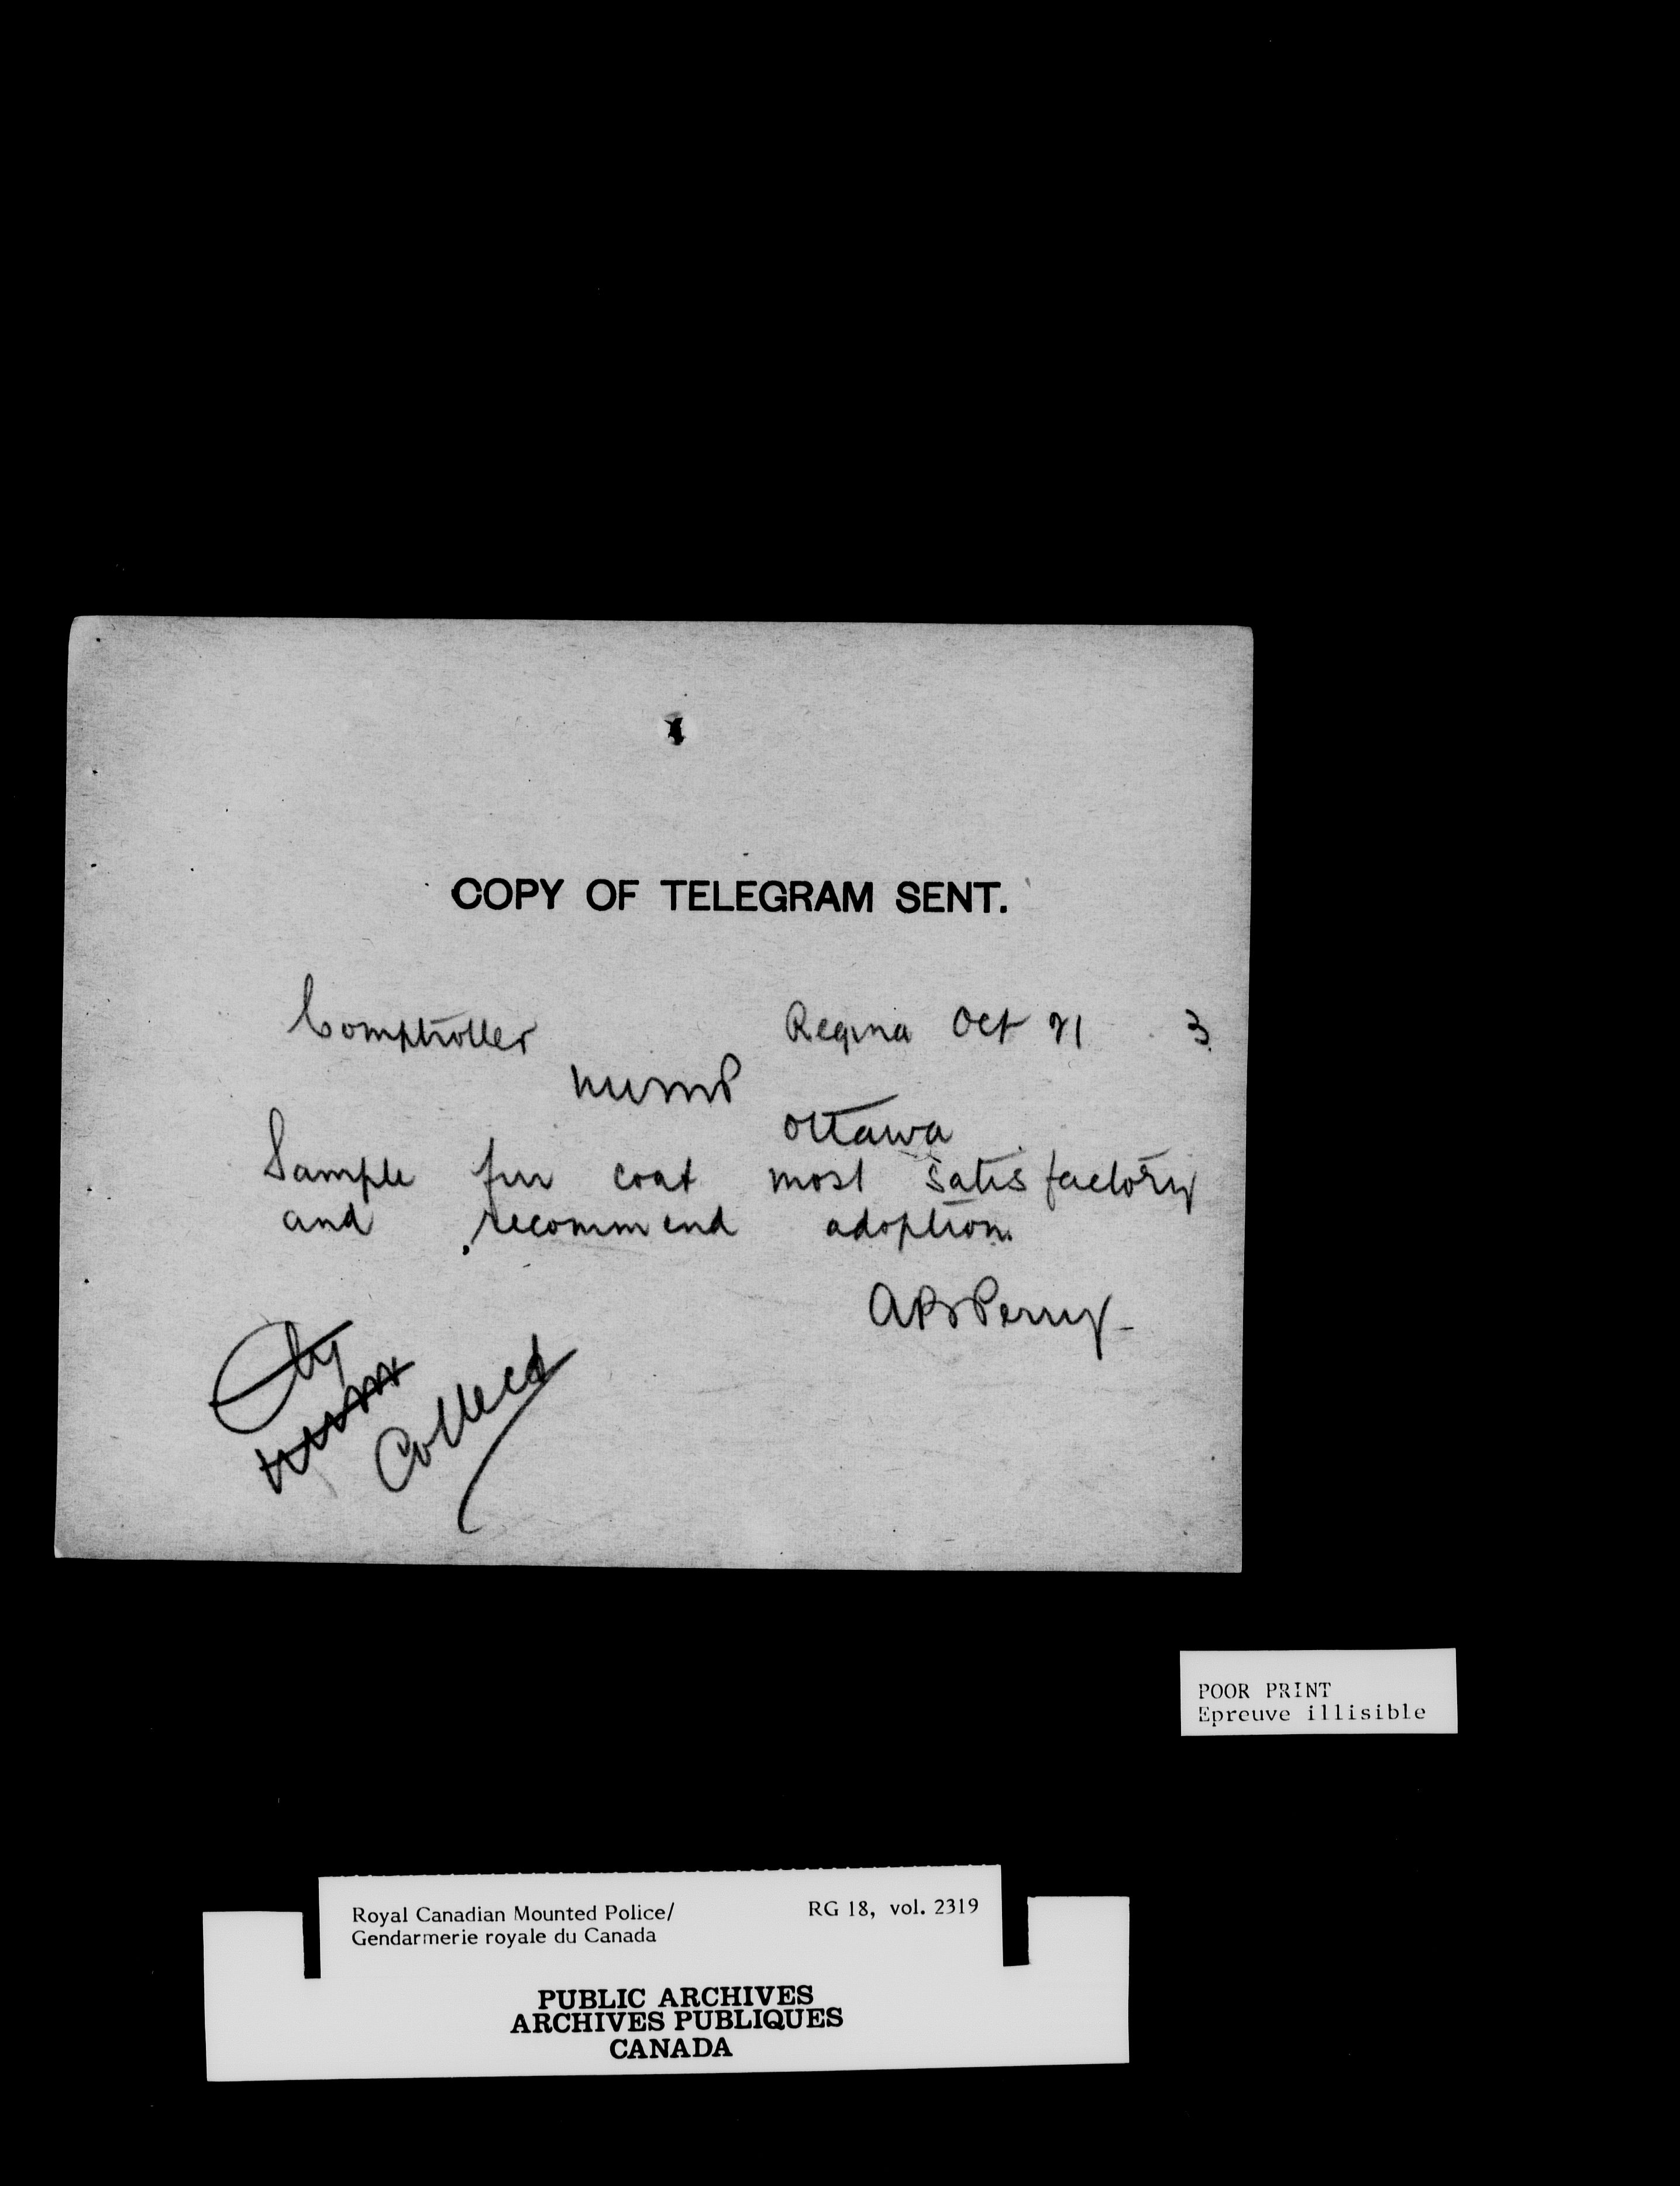 COPY OF TELEGRAM SENT.
Comptroller Regina Oct 21 3
NWMP
Ottawa
Sample fur coat most satisfactory
and recommend adoption.
ABPerry
Collect
POOR PRINT
Epreuve illisible
Royal Canadian Mounted Police/ RG 18, vol. 2319
Gendarmerie royale du Canada
PUBLIC ARCHIVES
ARCHIVES PUBLIQUES
CANADA